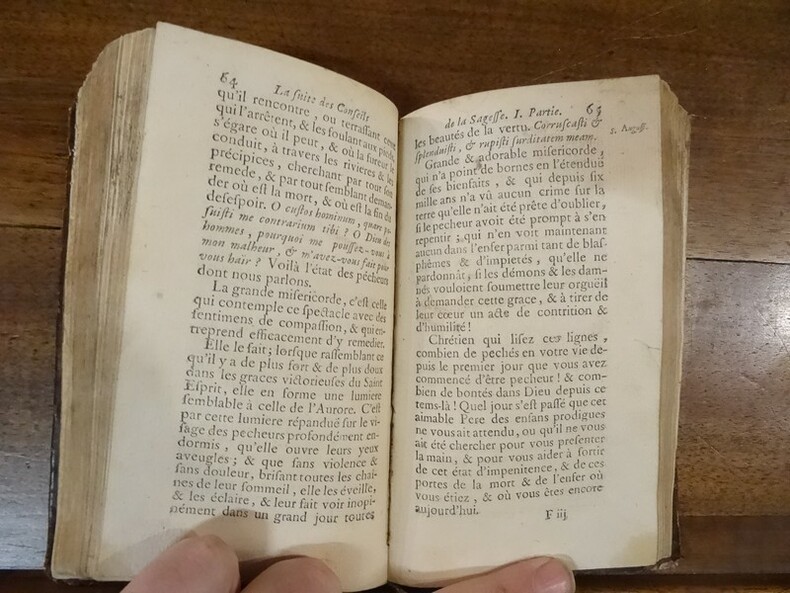 64
La suite des Conseils
qu'il rencontre, ou terrassant ceux
qui l'arrêtent, & les foulant aux pieds,
s'égare où il peut, & où la fureur le
conduit, à travers les rivieres & les
précipices, cherchant par tout son
remede, & par tout semblant deman-
der où est la mort, & où est la fin du
desespoir. O custos hominum, quare po-
suisti me contrarium tibi ? O Dieu des
hommes, pourquoi me poussez-vous à
mon malheur, & m'avez-vous fait pour
vous haïr ? Voilà l'état des pécheurs
dont nous parlons.
La grande misericorde, c'est celle
qui contemple ce spectacle avec des
sentimens de compassion, & qui en-
treprend efficacement d'y remedier.
Elle le fait; lorsque rassemblant ce
qu'il y a de plus fort & de plus doux
dans les graces victorieuses du Saint
Esprit, elle en forme une lumiere
semblable à celle de l'Aurore. C'est
par cette lumiere répanduë sur le vi-
sage des pecheurs profondément en-
dormis, qu'elle ouvre leurs yeux
aveugles; & que sans violence &
sans douleur, brisant toutes les chaî-
nes de leur sommeil, elle les éveille,
& les éclaire, & leur fait voir inopi-
nément dans un grand jour toutes
de la Sagesse. I. Partie. 65
les beautés de la vertu. Corruscasti &
splenduisti, & rupisti surditatem meam.
S. August.
Grande & adorable misericorde,
qui n'a point de bornes en l'étenduë
de ses bienfaits, & qui depuis six
mille ans n'a vû aucun crime sur la
terre qu'elle n'ait été prête d'oublier,
si le pecheur avoit été prompt à s'en
repentir; qui n'en voit maintenant
aucun dans l'enfer parmi tant de blas-
phêmes & d'impietés, qu'elle ne
pardonnât, si les démons & les dam-
nés vouloient soumettre leur orgueil
à demander cette grace, & à tirer de
leur cœur un acte de contrition &
d'humilité !
Chrétien qui lisez ces lignes,
combien de pechés en votre vie de-
puis le premier jour que vous avez
commencé d'être pecheur ! & com-
bien de bontés dans Dieu depuis ce
tems-là ! Quel jour s'est passé que cet
aimable Pere des enfans prodigues
ne vous ait attendu, ou qu'il ne vous
ait été chercher pour vous presenter
la main, & pour vous aider à sortir
de cet état d'impenitence, & de ces
portes de la mort & de l'enfer où
vous étiez, & où vous êtes encore
aujourd'hui.
F iij